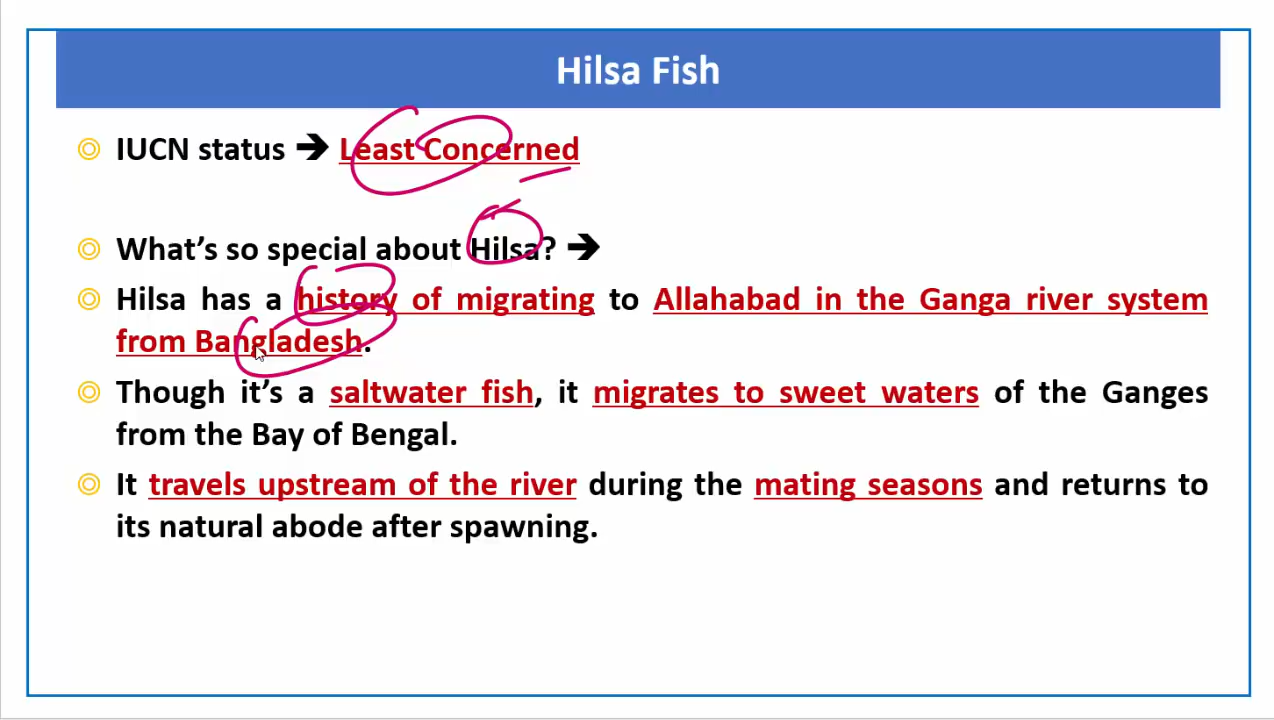 Hilsa Fish
IUCN status → Least Concerned
What's so special about Hilsa? →
Hilsa has a history of migrating to Allahabad in the Ganga river system
from Bangladesh.
Though it's a saltwater fish, it migrates to sweet waters of the Ganges
from the Bay of Bengal.
It travels upstream of the river during the mating seasons and returns to
its natural abode after spawning.